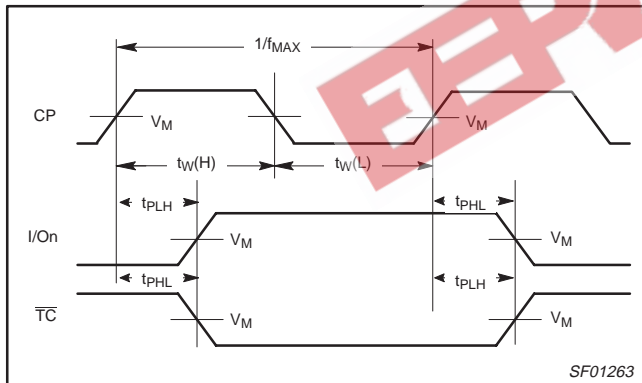 1/fMAX
CP
VM
VM
tW(H)
tW(L)
tPLH
tPHL
I/On
VM
VM
tPHL
tPLH
TC
VM
VM
SF01263